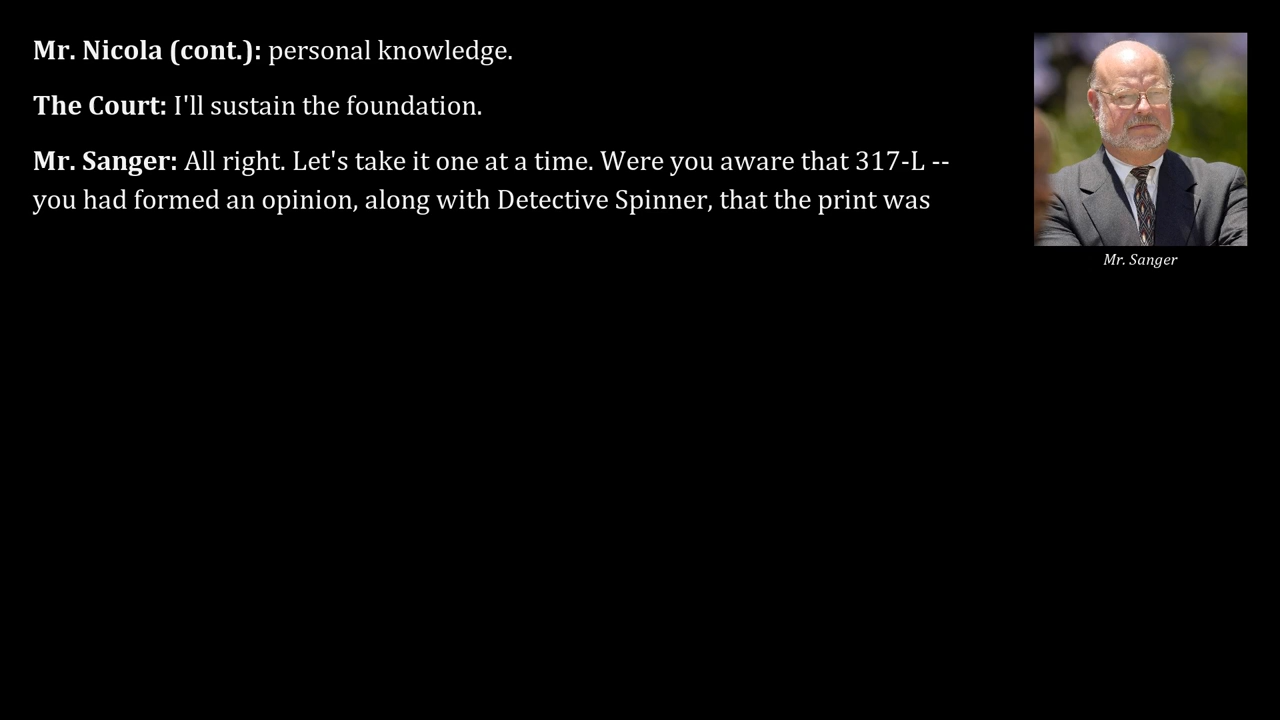 Mr. Nicola (cont.): personal knowledge.
The Court: I'll sustain the foundation.
Mr. Sanger: All right. Let's take it one at a time. Were you aware that 317-L --
you had formed an opinion, along with Detective Spinner, that the print was
Mr. Sanger